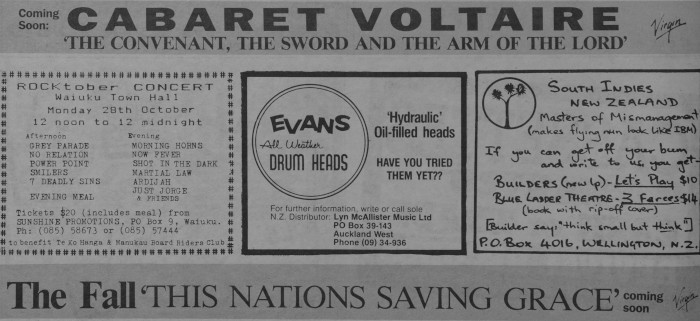 Coming
Soon:
CABARET VOLTAIRE
Virgin
'THE CONVENANT, THE SWORD AND THE ARM OF THE LORD'
ROCKtober CONCERT
Waiuku Town Hall
Monday 28th October
12 noon to 12 midnight
Afternoon
GREY PARADE
NO RELATION
POWER POINT
SMILERS
7 DEADLY SINS
EVENING MEAL
Evening
MORNING HORNS
NOW FEVER
SHOT IN THE DARK
MARTIAL LAW
ARDIJAH
JUST JORGE
& FRIENDS
Tickets $20 (includes meal) from
SUNSHINE PROMOTIONS, PO Box 9, Waiuku.
Ph: (085) 58673 or (085) 57444
to benefit Te Ko Hanga & Manukau Board Riders Club
EVANS
All Weather
DRUM HEADS
'Hydraulic'
Oil-filled heads
HAVE YOU TRIED
THEM YET??
For further information, write or call sole
N.Z. Distributor: Lyn McAllister Music Ltd
PO Box 39-143
Auckland West
Phone (09) 34-936
SOUTH INDIES
NEW ZEALAND
Masters of Mismanagement
(makes flying nun look like IBM)
If you can get off your bum
and write to us, you get-
BUILDERS (new lp) - Let's Play $10
BLUE LADDER THEATRE - 3 Farces $14
(book with rip-off cover)
[Builder say: "think small but think"]
P.O. Box 4016, WELLINGTON, N.Z.
The Fall 'THIS NATIONS SAVING GRACE' coming
soon
Virgin